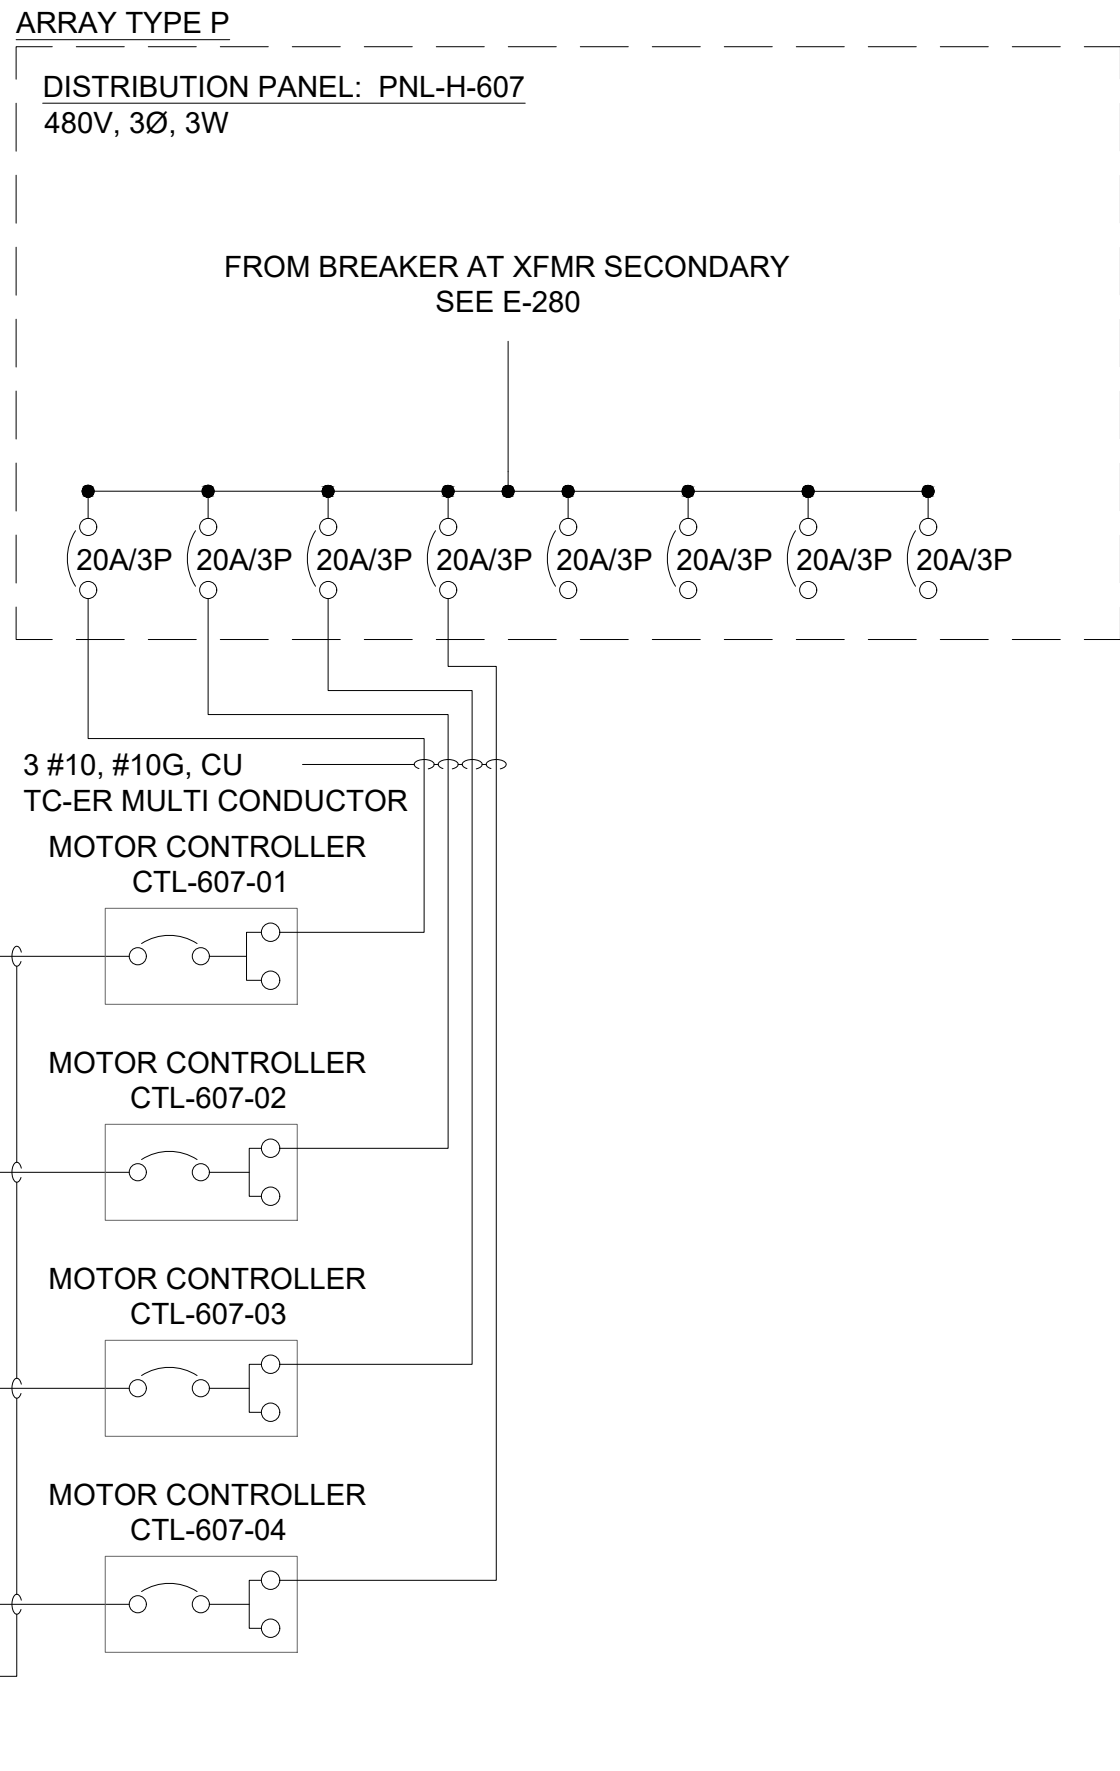 ARRAY TYPE P
DISTRIBUTION PANEL: PNL-H-607
480V, 3Ø, 3W
FROM BREAKER AT XFMR SECONDARY
SEE E-280
20A/3P 20A/3P 20A/3P 20A/3P 20A/3P 20A/3P 20A/3P 20A/3P
3 #10, #10G, CU
TC-ER MULTI CONDUCTOR
MOTOR CONTROLLER
CTL-607-01
MOTOR CONTROLLER
CTL-607-02
MOTOR CONTROLLER
CTL-607-03
MOTOR CONTROLLER
CTL-607-04